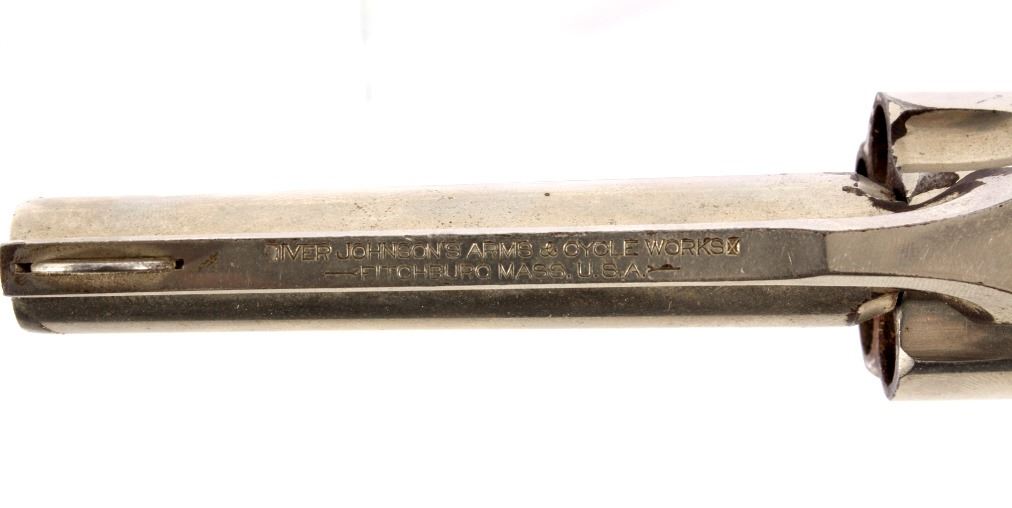 IVER JOHNSON'S ARMS & CYCLE WORKS
FITCHBURG MASS. U.S.A.